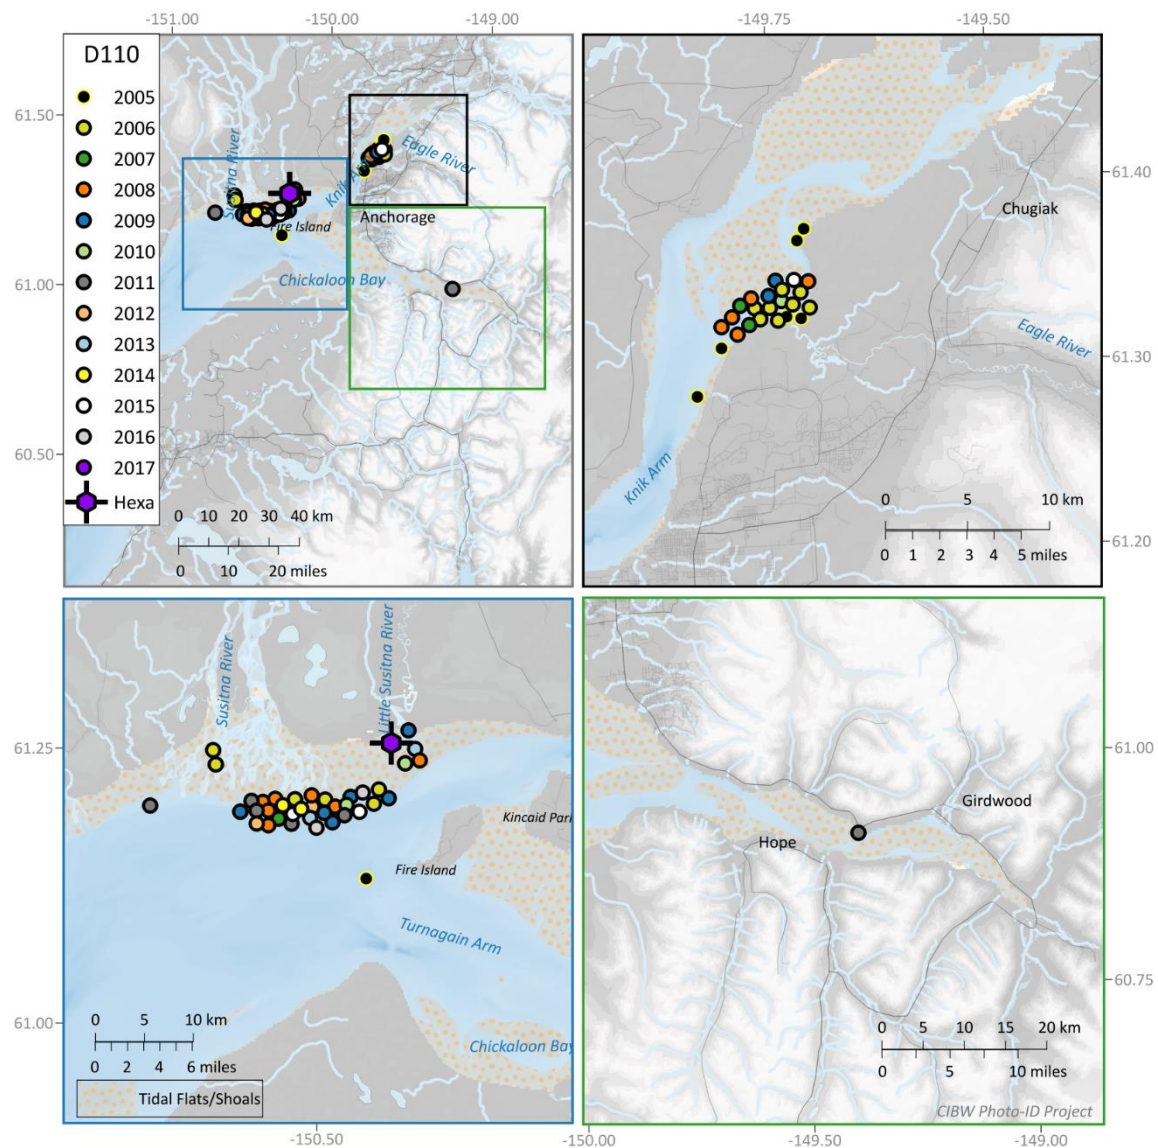 -151.00 -150.00 -149.00
-149.75 -149.50
D110
2005
2006
2007
2008
2009
2010
2011
2012
2013
2014
2015
2016
2017
Hexa
0 10 20 30 40 km
0 10 20 miles
61.50
61.00
60.50
Susitna River
Knik Arm
Eagle River
Anchorage
Fire Island
Chickaloon Bay
61.40
61.30
61.20
Chugiak
Eagle River
Knik Arm
0 5 10 km
0 1 2 3 4 5 miles
61.25
61.00
Susitna River
Little Susitna River
Kincaid Par
Fire Island
Turnagain Arm
Chickaloon Bay
0 5 10 km
0 2 4 6 miles
Tidal Flats/Shoals
-150.50
61.00
60.75
Girdwood
Hope
0 5 10 15 20 km
0 5 10 miles
CIBW Photo-ID Project
-150.00 -149.50 -149.00